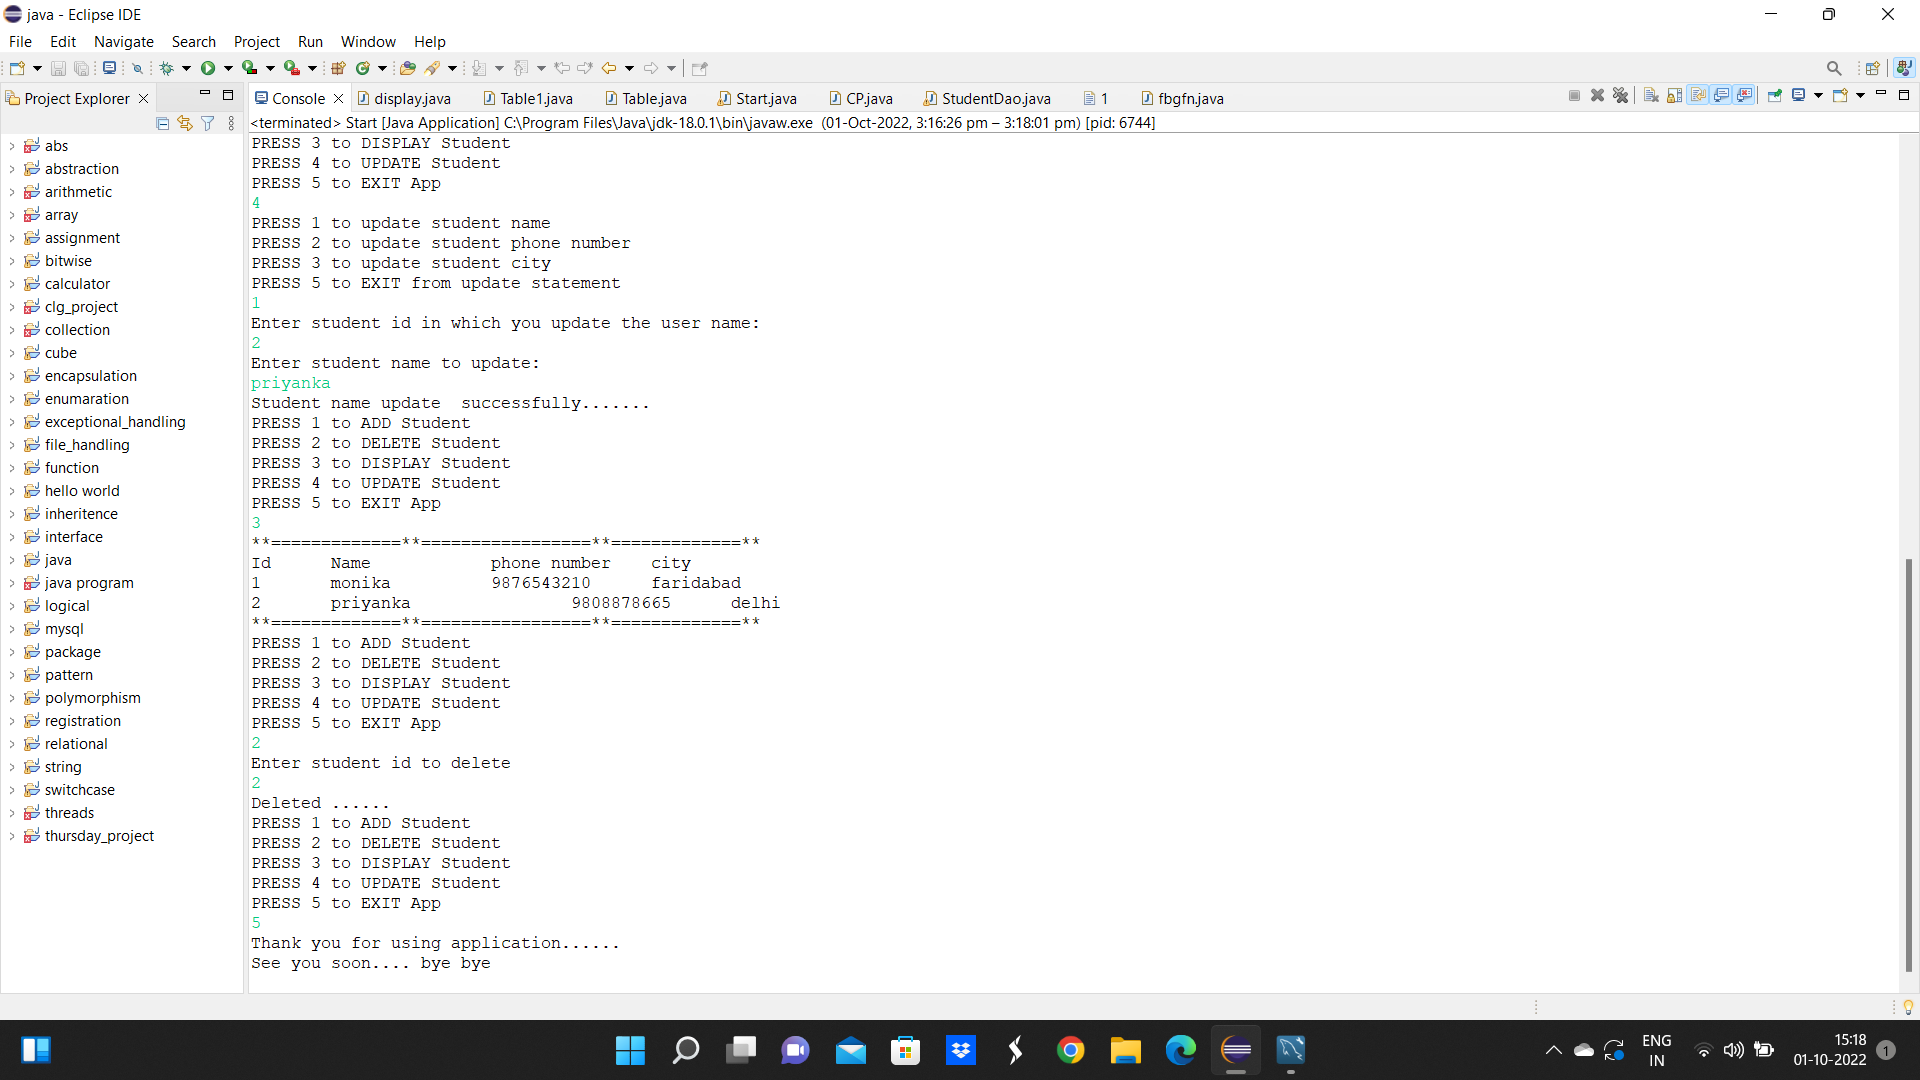 java - Eclipse IDE
File Edit Navigate Search Project Run Window Help
Project Explorer
Console display.java Table1.java Table.java Start.java CP.java StudentDao.java 1 fbgfn.java
<terminated> Start [Java Application] C:\Program Files\Java\jdk-18.0.1\bin\javaw.exe (01-Oct-2022, 3:16:26 pm – 3:18:01 pm) [pid: 6744]
abs
abstraction
arithmetic
array
assignment
bitwise
calculator
clg_project
collection
cube
encapsulation
enumaration
exceptional_handling
file_handling
function
hello world
inheritence
interface
java
java program
logical
mysql
package
pattern
polymorphism
registration
relational
string
switchcase
threads
thursday_project
PRESS 3 to DISPLAY Student
PRESS 4 to UPDATE Student
PRESS 5 to EXIT App
4
PRESS 1 to update student name
PRESS 2 to update student phone number
PRESS 3 to update student city
PRESS 5 to EXIT from update statement
1
Enter student id in which you update the user name:
2
Enter student name to update:
priyanka
Student name update  successfully.......
PRESS 1 to ADD Student
PRESS 2 to DELETE Student
PRESS 3 to DISPLAY Student
PRESS 4 to UPDATE Student
PRESS 5 to EXIT App
3
**=============**=================**=============**
Id      Name            phone number    city
1       monika          9876543210      faridabad
2       priyanka                9808878665      delhi
**=============**=================**=============**
PRESS 1 to ADD Student
PRESS 2 to DELETE Student
PRESS 3 to DISPLAY Student
PRESS 4 to UPDATE Student
PRESS 5 to EXIT App
2
Enter student id to delete
2
Deleted ......
PRESS 1 to ADD Student
PRESS 2 to DELETE Student
PRESS 3 to DISPLAY Student
PRESS 4 to UPDATE Student
PRESS 5 to EXIT App
5
Thank you for using application......
See you soon.... bye bye
ENG
IN
15:18
01-10-2022
1